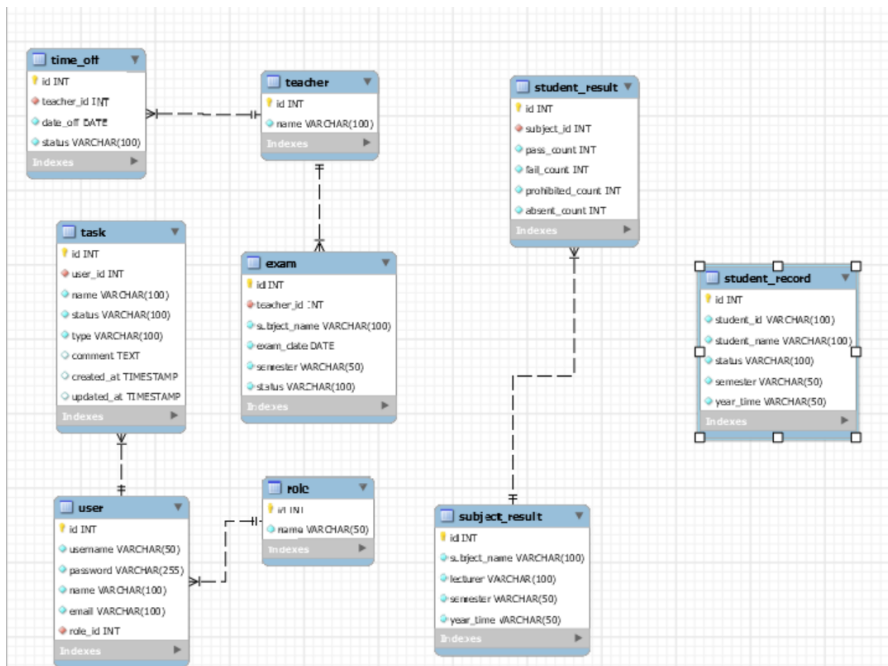 time_off
id INT
teacher_id INT
date_off DATE
status VARCHAR(100)
Indexes
teacher
id INT
name VARCHAR(100)
Indexes
student_result
id INT
subject_id INT
pass_count INT
fail_count INT
prohibited_count INT
absent_count INT
Indexes
task
id INT
user_id INT
name VARCHAR(100)
status VARCHAR(100)
type VARCHAR(100)
comment TEXT
created_at TIMESTAMP
updated_at TIMESTAMP
Indexes
exam
id INT
teacher_id INT
subject_name VARCHAR(100)
exam_date DATE
semester VARCHAR(50)
status VARCHAR(100)
Indexes
student_record
id INT
student_id VARCHAR(100)
student_name VARCHAR(100)
status VARCHAR(100)
semester VARCHAR(50)
year_time VARCHAR(50)
Indexes
user
id INT
username VARCHAR(50)
password VARCHAR(255)
name VARCHAR(100)
email VARCHAR(100)
role_id INT
Indexes
role
id INT
name VARCHAR(50)
Indexes
subject_result
id INT
subject_name VARCHAR(100)
lecturer VARCHAR(100)
semester VARCHAR(50)
year_time VARCHAR(50)
Indexes